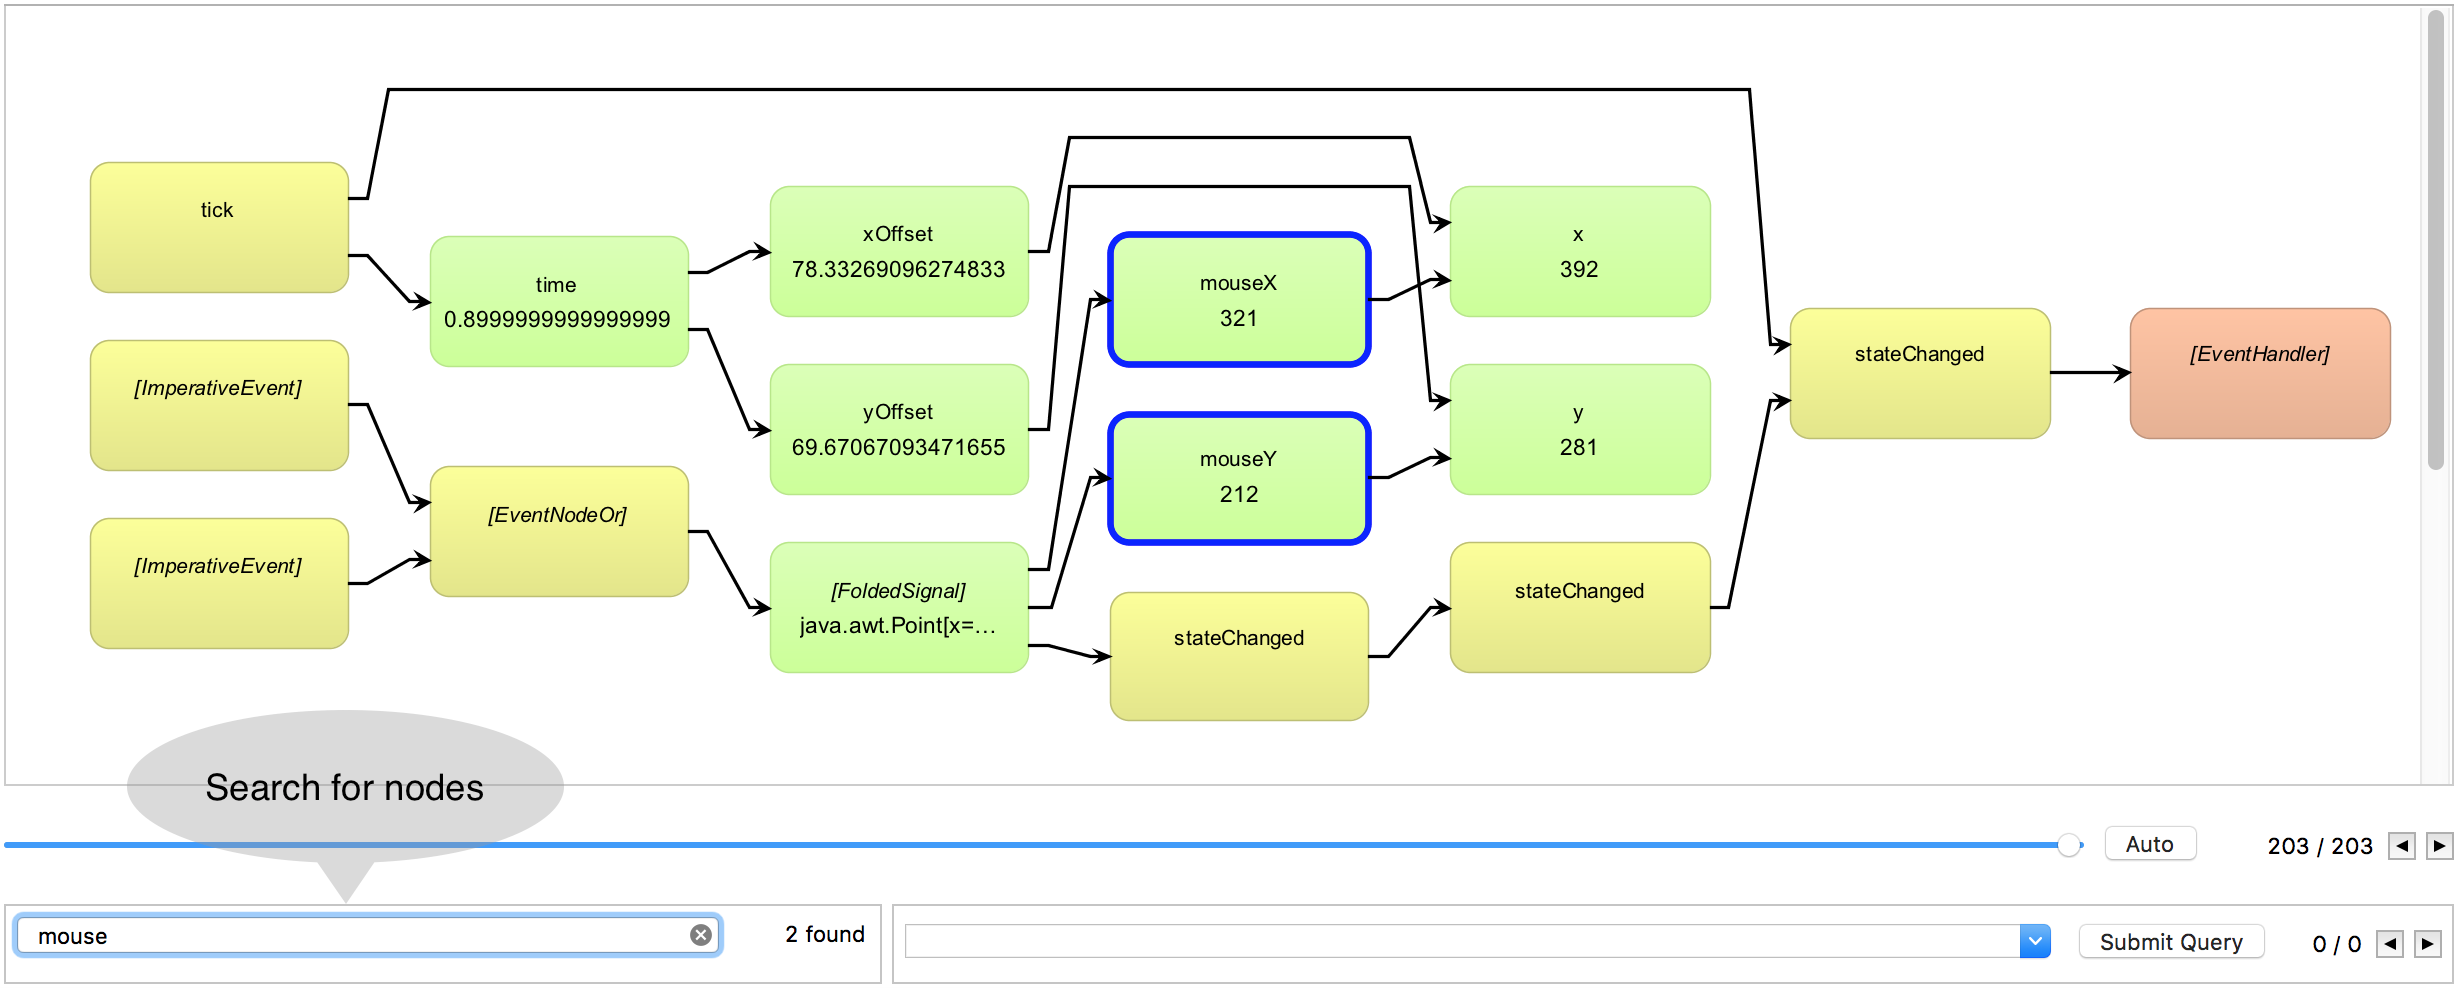 tick
[ImperativeEvent]
[ImperativeEvent]
time
0.8999999999999999
[EventNodeOr]
xOffset
78.33269096274833
yOffset
69.67067093471655
[FoldedSignal]
java.awt.Point[x=...
mouseX
321
mouseY
212
stateChanged
x
392
y
281
stateChanged
stateChanged
[EventHandler]
Search for nodes
Auto
203 / 203
mouse
2 found
Submit Query
0 / 0